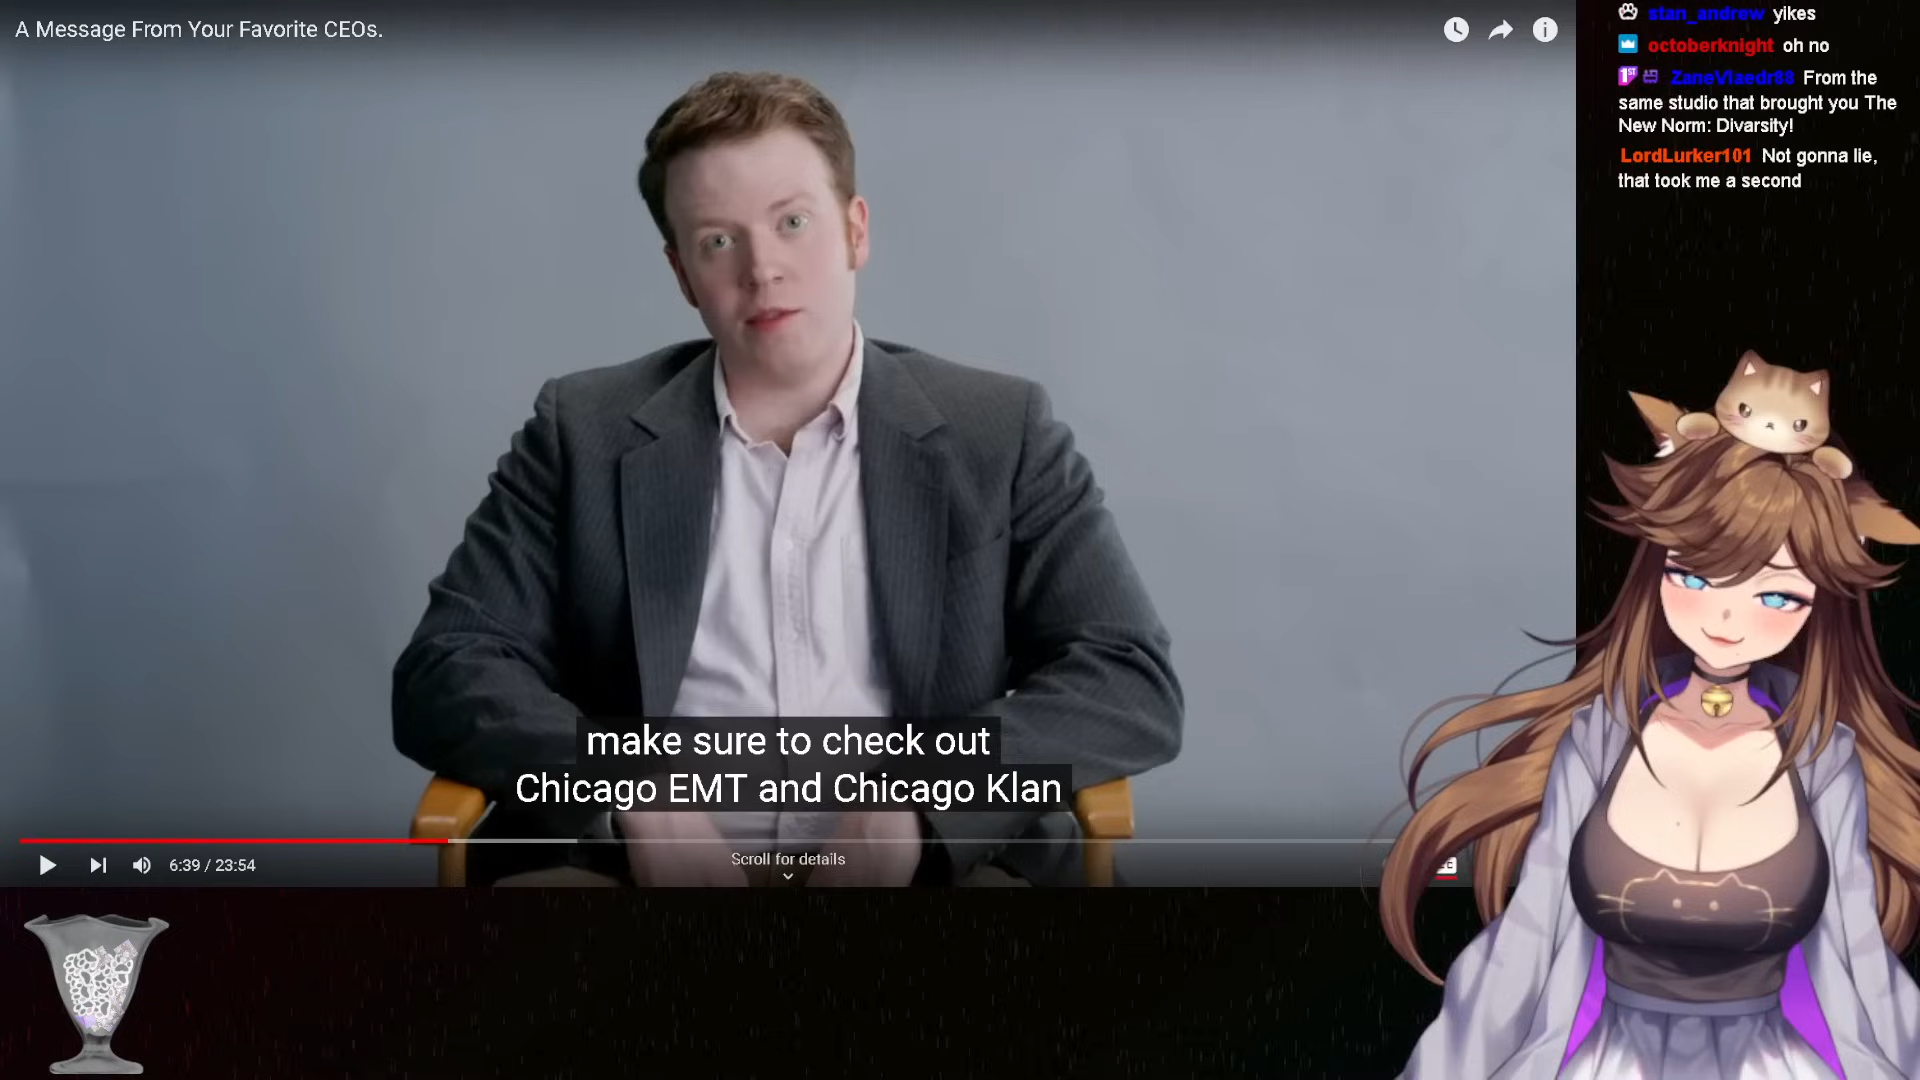 A Message From Your Favorite CEOs.
make sure to check out
Chicago EMT and Chicago Klan
6:39 / 23:54
Scroll for details
stan_andrew yikes
octoberknight oh no
1ST ZaneVlaedr88 From the
same studio that brought you The
New Norm: Divarsity!
LordLurker101 Not gonna lie,
that took me a second